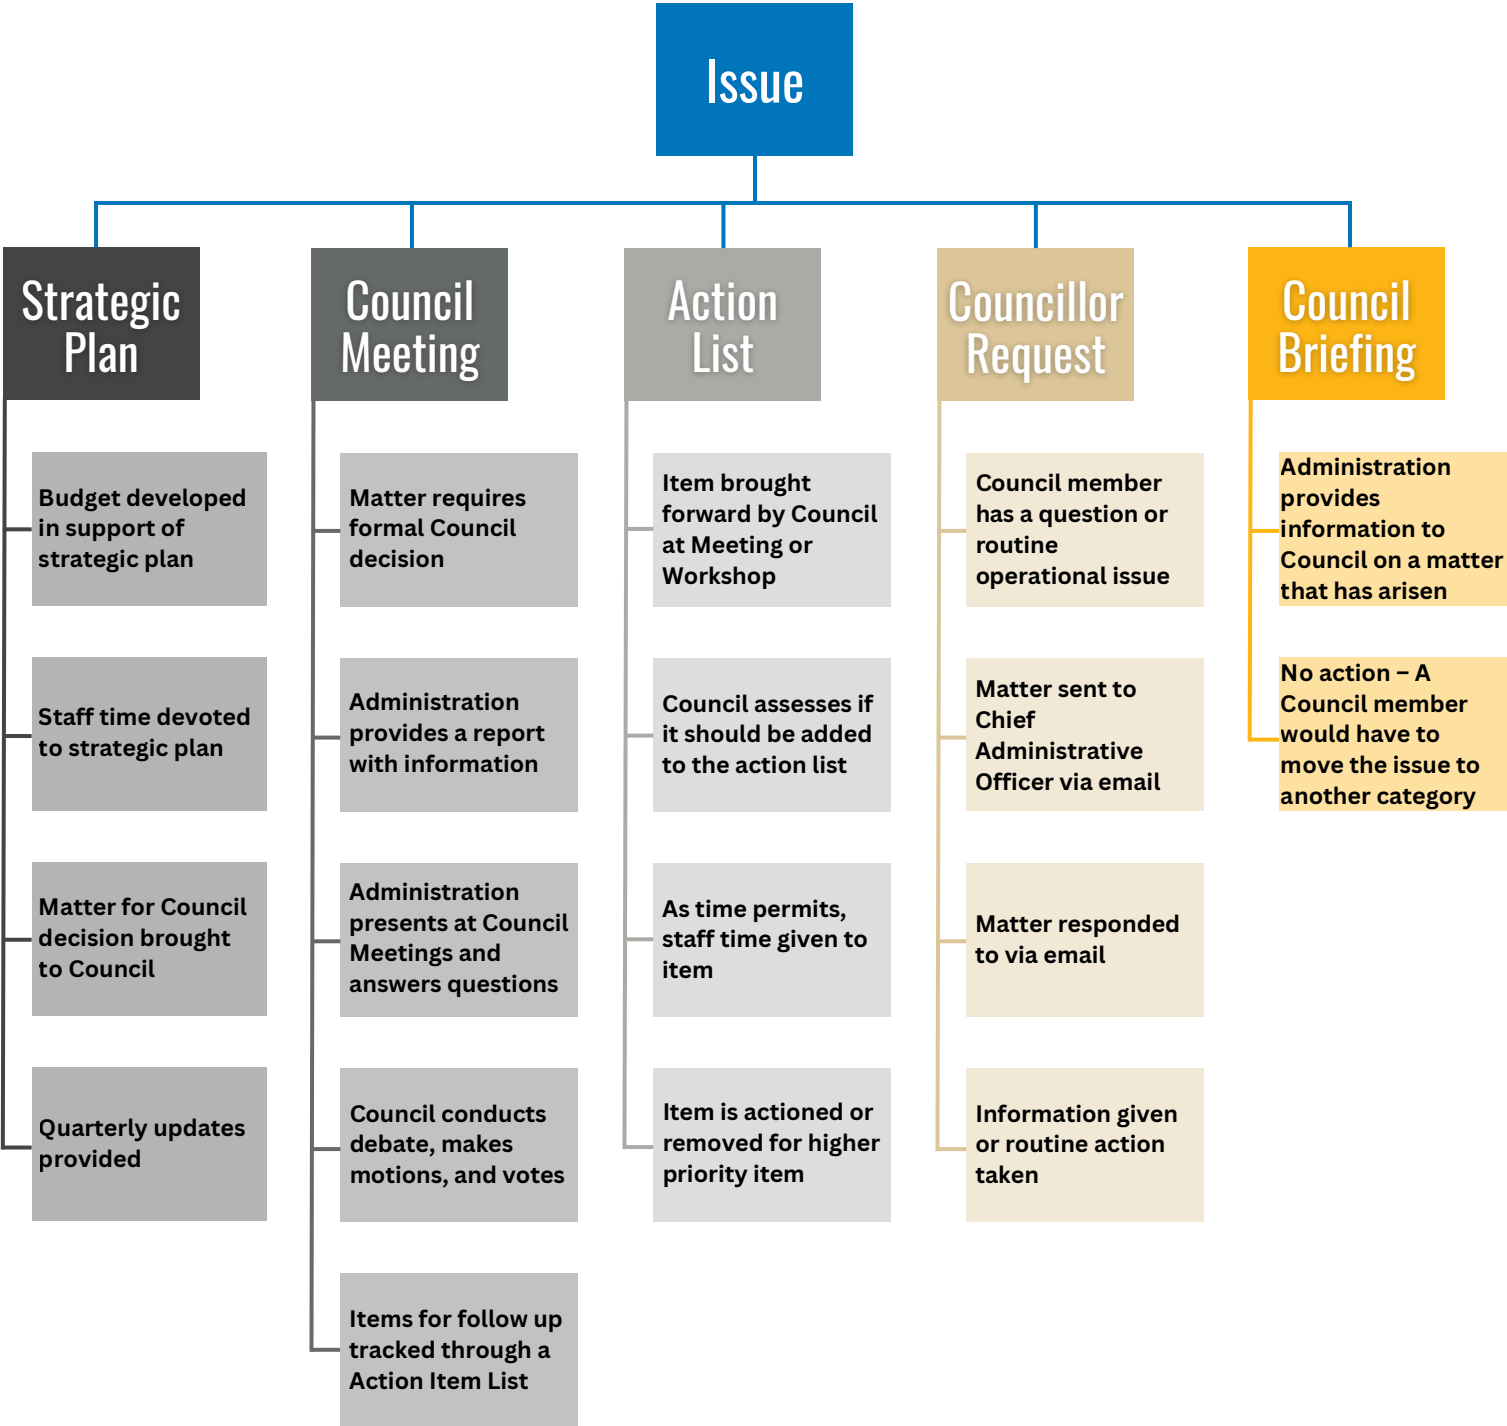 Issue
Strategic
Plan
Council
Meeting
Action
List
Councillor
Request
Council
Briefing
Budget developed
in support of
strategic plan
Staff time devoted
to strategic plan
Matter for Council
decision brought
to Council
Quarterly updates
provided
Matter requires
formal Council
decision
Administration
provides a report
with information
Administration
presents at Council
Meetings and
answers questions
Council conducts
debate, makes
motions, and votes
Items for follow up
tracked through a
Action Item List
Item brought
forward by Council
at Meeting or
Workshop
Council assesses if
it should be added
to the action list
As time permits,
staff time given to
item
Item is actioned or
removed for higher
priority item
Council member
has a question or
routine
operational issue
Matter sent to
Chief
Administrative
Officer via email
Matter responded
to via email
Information given
or routine action
taken
Administration
provides
information to
Council on a matter
that has arisen
No action – A
Council member
would have to
move the issue to
another category